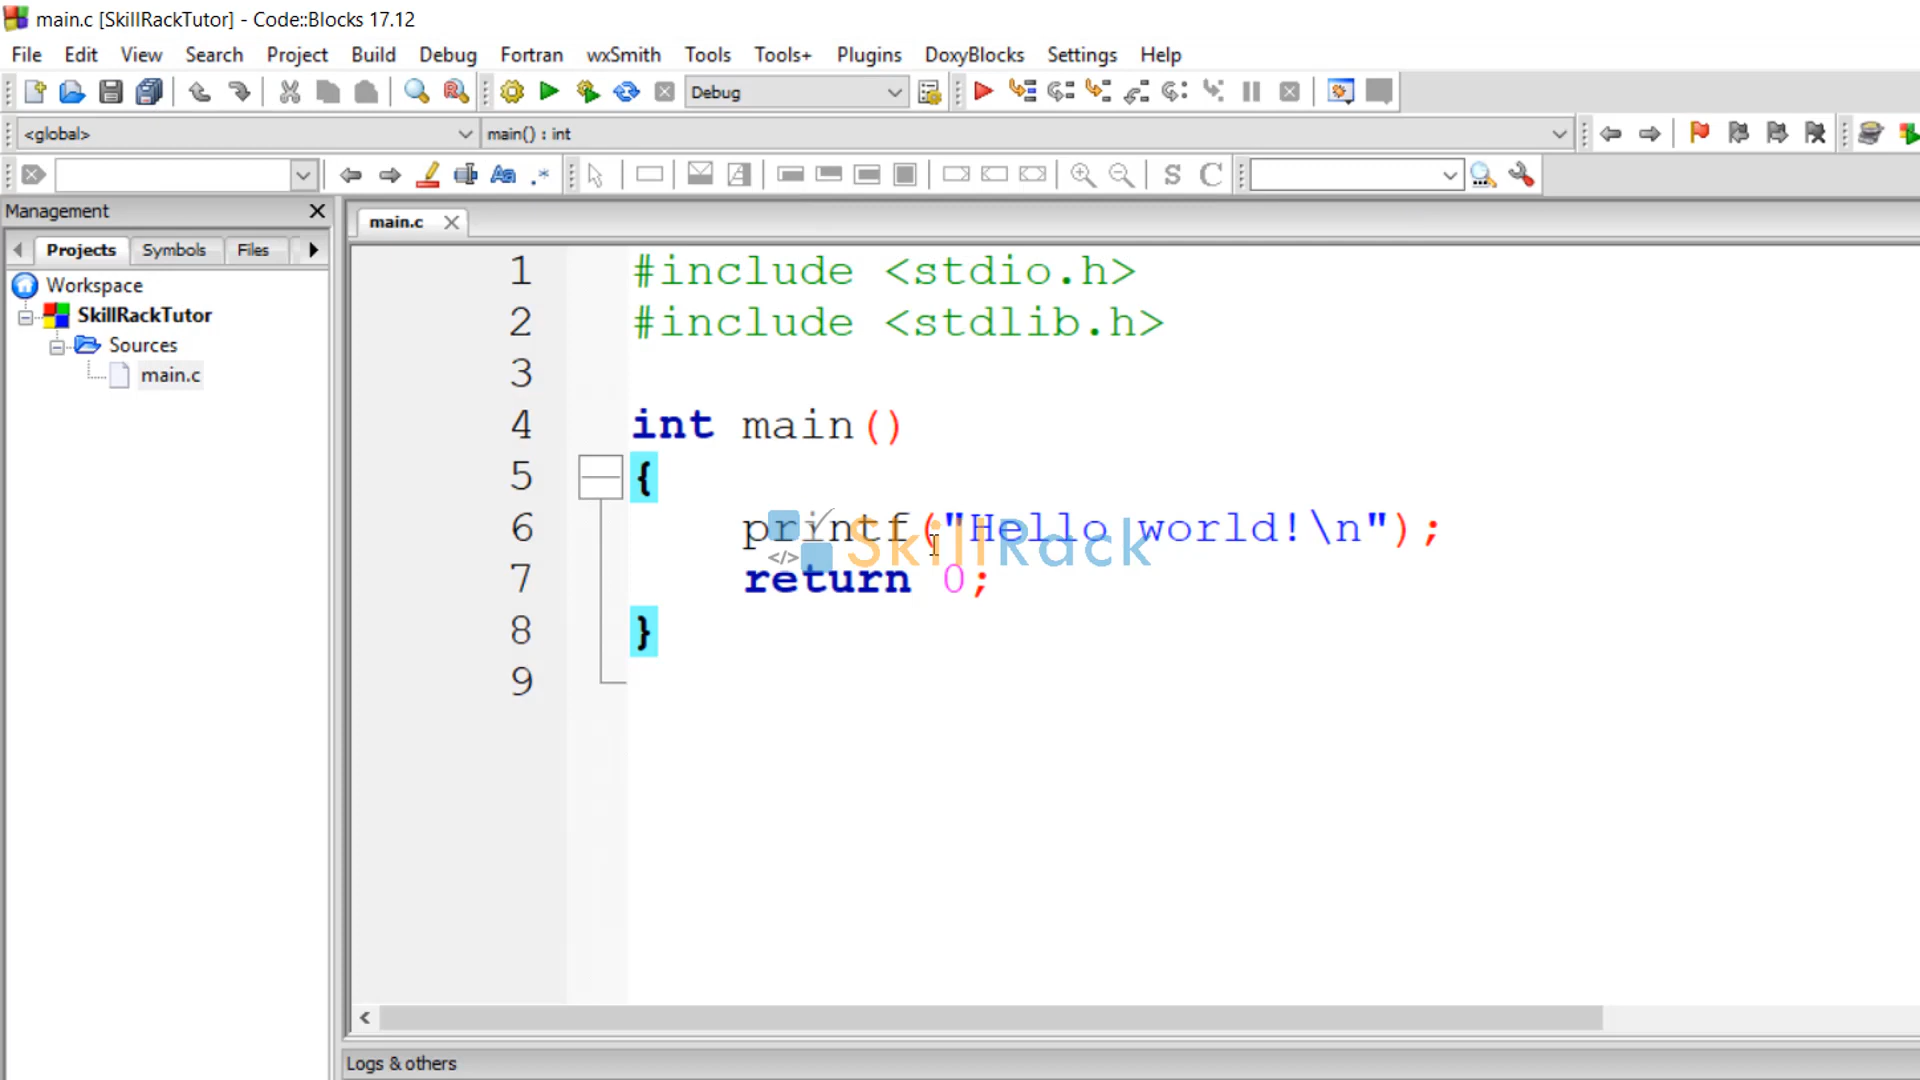 main.c [SkillRackTutor] - Code::Blocks 17.12
File Edit View Search Project Build Debug Fortran wxSmith Tools Tools+ Plugins DoxyBlocks Settings Help
Debug
<global> main() : int
S C
Management
main.c
Projects Symbols Files
Workspace
SkillRackTutor
Sources
main.c
1 #include <stdio.h>
2 #include <stdlib.h>
3
4 int main()
5 {
6 printf("Hello world!\n");
SkillRack
7 return 0;
8 }
9
Logs & others